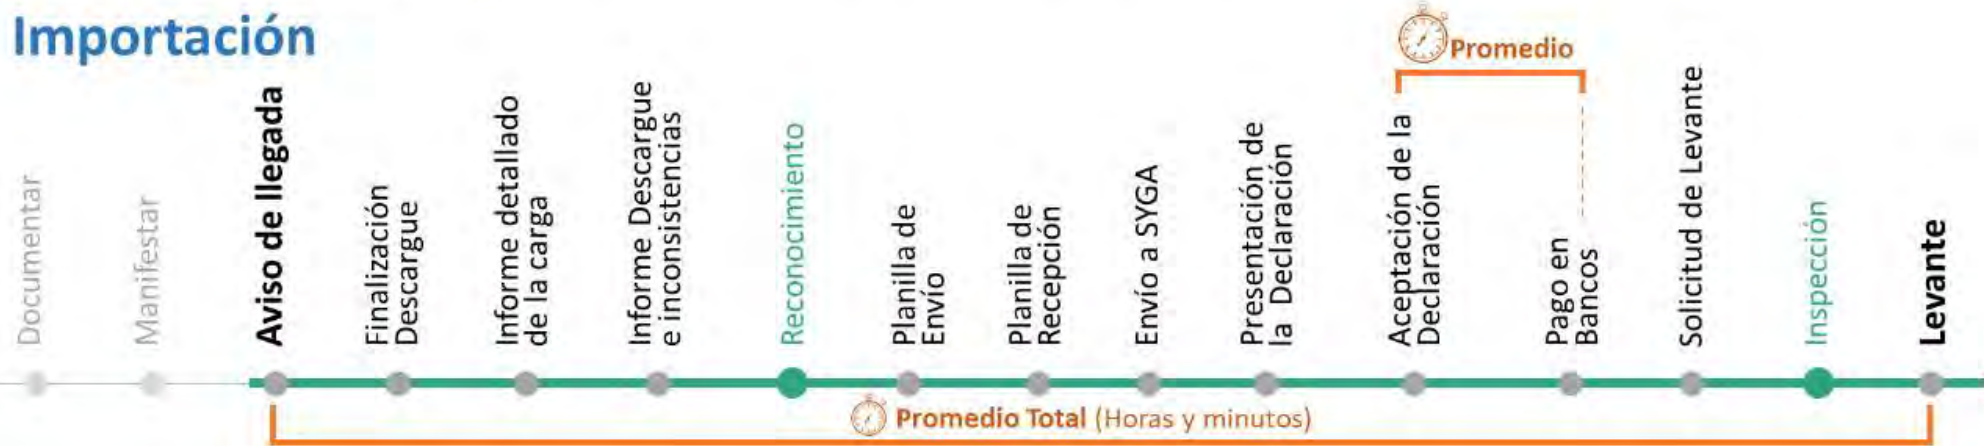 Importación
Promedio
Documentar
Manifestar
Aviso de llegada
Finalización
Descargue
Informe detallado
de la carga
Informe Descargue
e inconsistencias
Reconocimiento
Planilla de
Envío
Planilla de
Recepción
Envío a SYGA
Presentación de
la Declaración
Aceptación de la
Declaración
Pago en
Bancos
Solicitud de Levante
Inspección
Levante
Promedio Total (Horas y minutos)